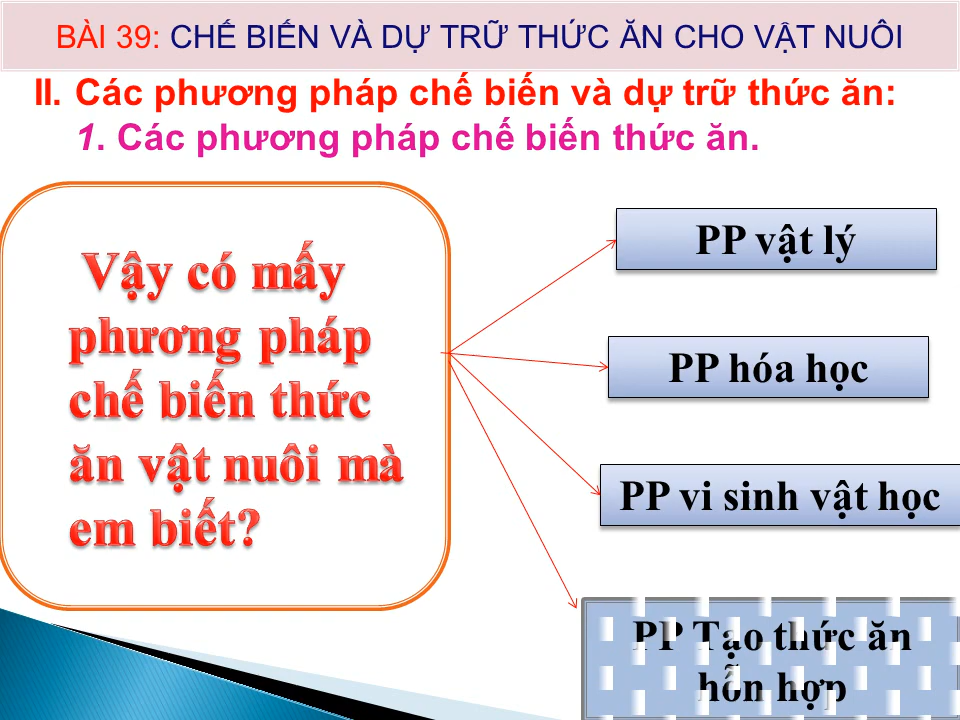 BÀI 39: CHẾ BIẾN VÀ DỰ TRỮ THỨC ĂN CHO VẬT NUÔI
II. Các phương pháp chế biến và dự trữ thức ăn:
1. Các phương pháp chế biến thức ăn.
Vậy có mấy
phương pháp
chế biến thức
ăn vật nuôi mà
em biết?
PP vật lý
PP hóa học
PP vi sinh vật học
PP Tạo thức ăn
hỗn hợp